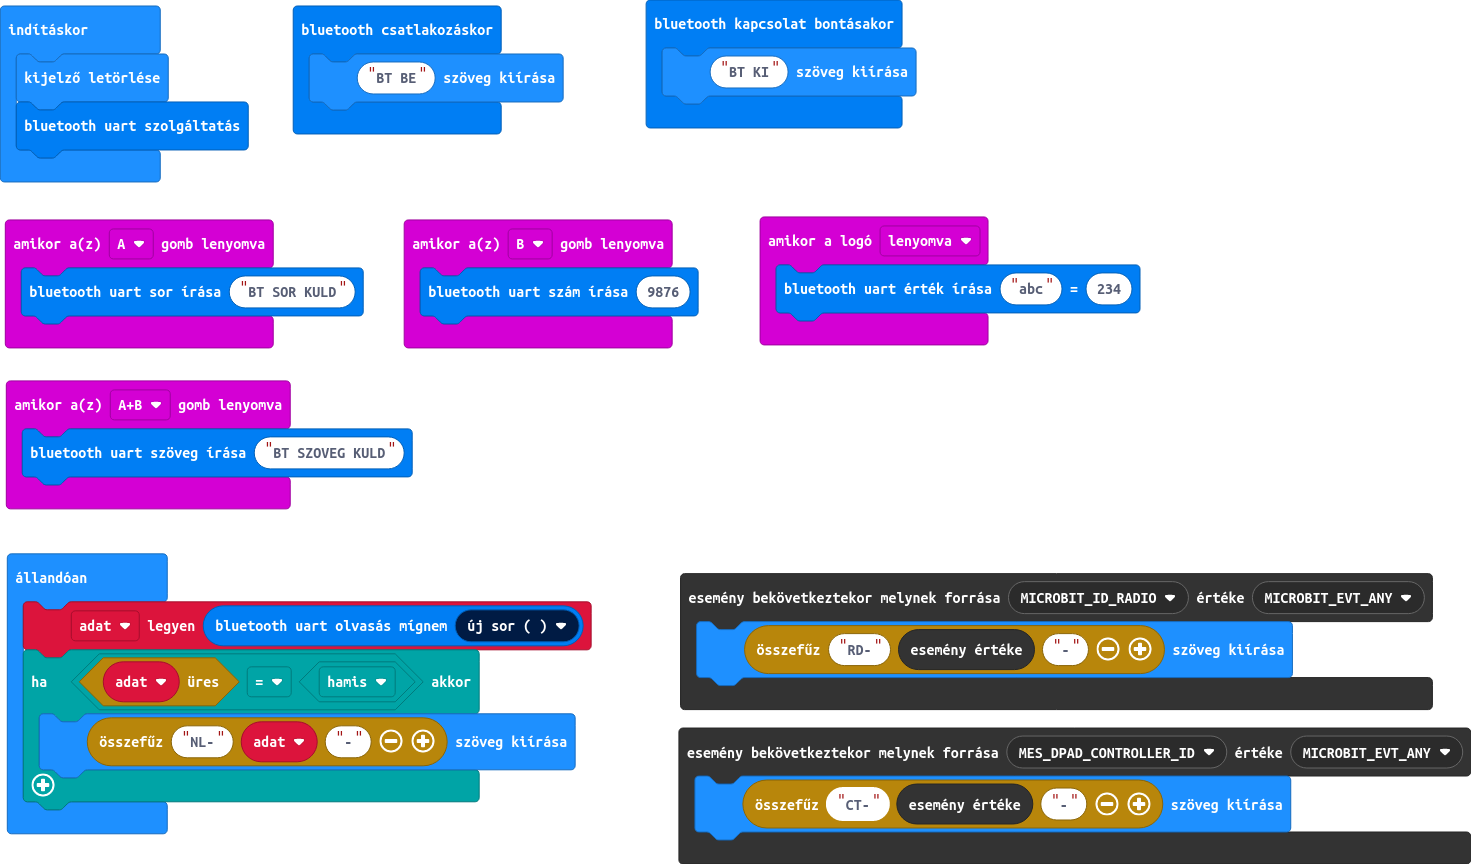 indításkor
kijelző letörlése
bluetooth uart szolgáltatás
bluetooth csatlakozáskor
"BT BE" szöveg kiírása
bluetooth kapcsolat bontásakor
"BT KI" szöveg kiírása
amikor a(z) A gomb lenyomva
bluetooth uart sor írása "BT SOR KULD"
amikor a(z) B gomb lenyomva
bluetooth uart szám írása 9876
amikor a logó lenyomva
bluetooth uart érték írása "abc" = 234
amikor a(z) A+B gomb lenyomva
bluetooth uart szöveg írása "BT SZOVEG KULD"
állandóan
adat legyen bluetooth uart olvasás mígnem új sor ( )
ha adat üres = hamis akkor
összefűz "NL-" adat "-" szöveg kiírása
esemény bekövetkeztekor melynek forrása MICROBIT_ID_RADIO értéke MICROBIT_EVT_ANY
összefűz "RD-" esemény értéke "-" szöveg kiírása
esemény bekövetkeztekor melynek forrása MES_DPAD_CONTROLLER_ID értéke MICROBIT_EVT_ANY
összefűz "CT-" esemény értéke "-" szöveg kiírása